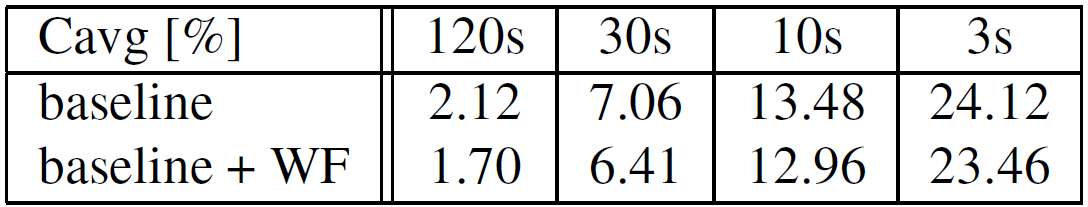 Cavg [%] 120s 30s 10s 3s
baseline 2.12 7.06 13.48 24.12
baseline + WF 1.70 6.41 12.96 23.46